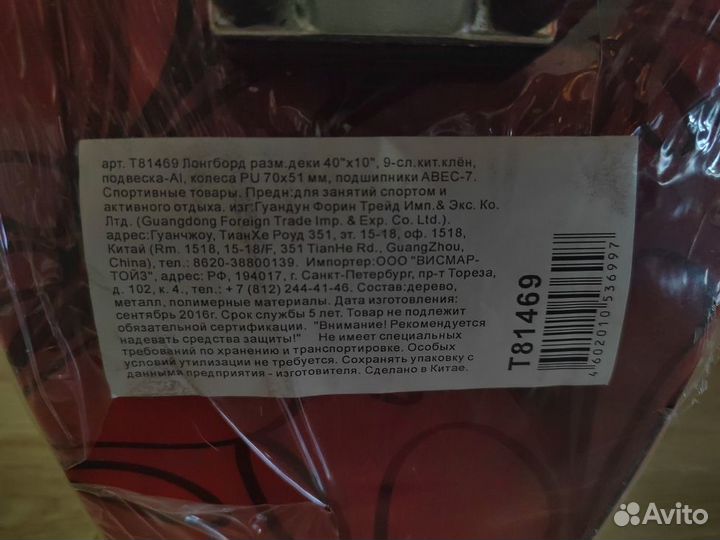 арт. T81469 Лонгборд разм.деки 40"x10", 9-сл.кит.клён,
подвеска-Al, колеса PU 70x51 мм, подшипники ABEC-7.
Спортивные товары. Предн:для занятий спортом и
активного отдыха. изг:Гуандун Форин Трейд Имп.& Экс. Ко.
Лтд. (Guangdong Foreign Trade Imp. & Exp. Co. Ltd.).
адрес:Гуанчжоу, ТианХе Роуд 351, эт. 15-18, оф. 1518,
Китай (Rm. 1518, 15-18/F, 351 TianHe Rd., GuangZhou,
China), тел.: 8620-38800139. Импортер:ООО "ВИСМАР-
ТОЙЗ", адрес: РФ, 194017, г. Санкт-Петербург, пр-т Тореза,
д. 102, к. 4., тел.: +7 (812) 244-41-46. Состав:дерево,
металл, полимерные материалы. Дата изготовления:
сентябрь 2016г. Срок службы 5 лет. Товар не подлежит
обязательной сертификации. "Внимание! Рекомендуется
надевать средства защиты!" Не имеет специальных
требований по хранению и транспортировке. Особых
условий утилизации не требуется. Сохранять упаковку с
данными предприятия - изготовителя. Сделано в Китае.
T81469
4602010536997
Avito